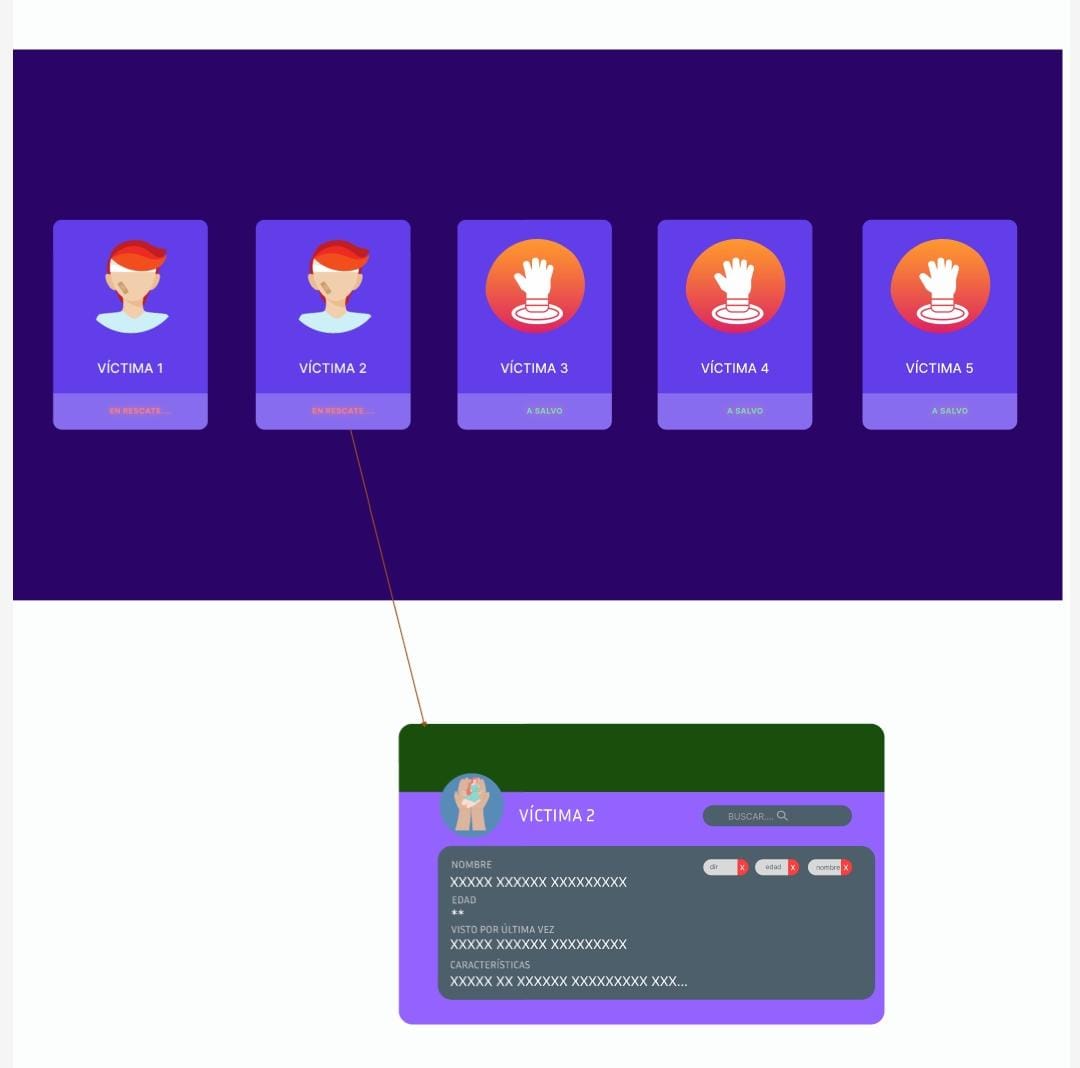 VÍCTIMA 1
EN RESCATE....
VÍCTIMA 2
EN RESCATE....
VÍCTIMA 3
A SALVO
VÍCTIMA 4
A SALVO
VÍCTIMA 5
A SALVO
VÍCTIMA 2
BUSCAR....
dir X edad X nombre X
NOMBRE
XXXXX XXXXXX XXXXXXXXX
EDAD
**
VISTO POR ÚLTIMA VEZ
XXXXX XXXXXX XXXXXXXXX
CARACTERÍSTICAS
XXXXX XX XXXXXX XXXXXXXXX XXX...